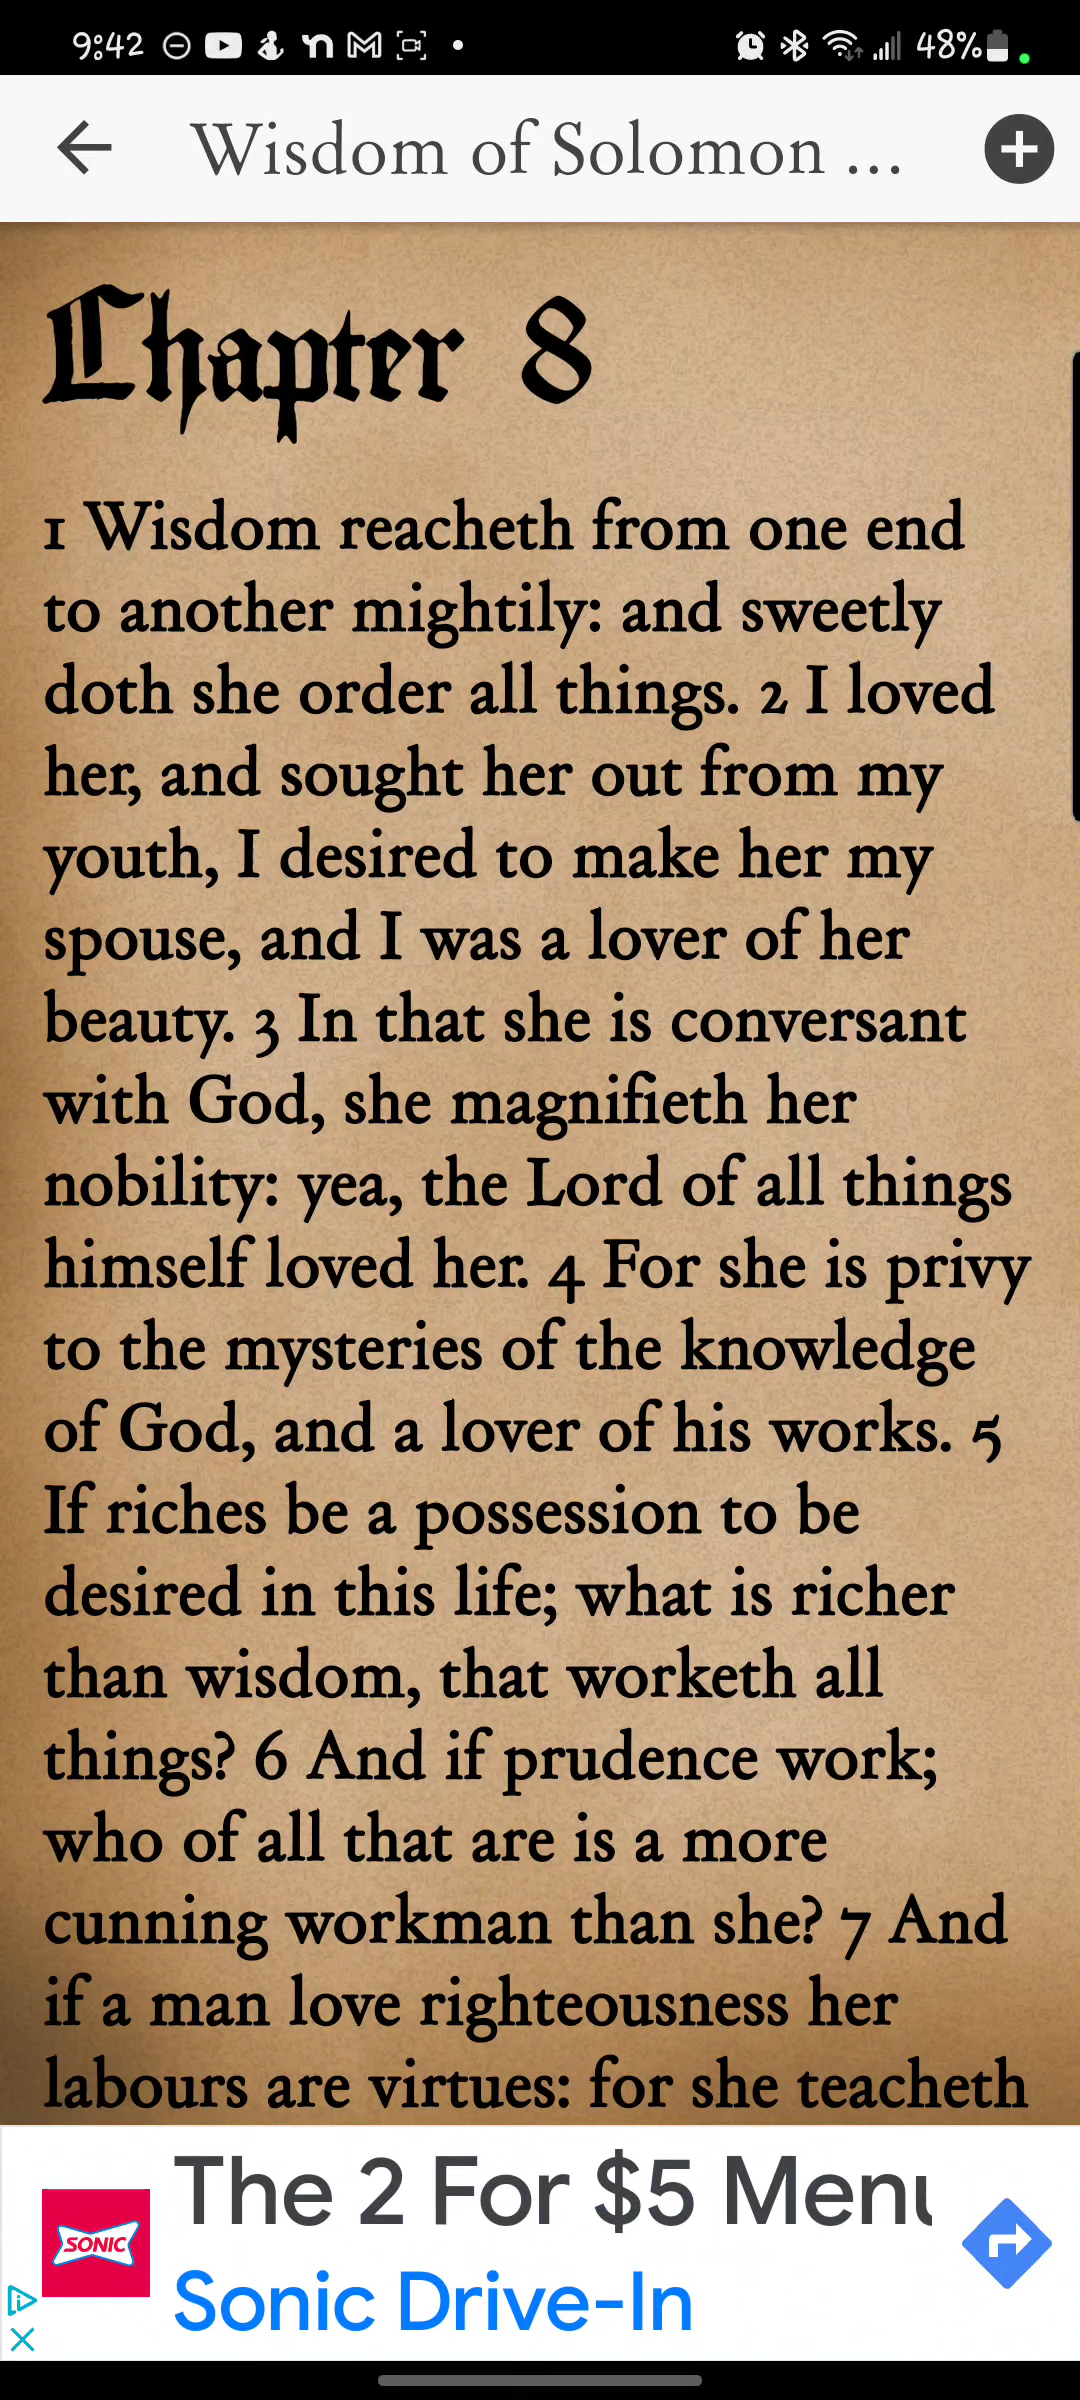 9:42
48%
Wisdom of Solomon ...
Chapter 8
1 Wisdom reacheth from one end
to another mightily: and sweetly
doth she order all things. 2 I loved
her, and sought her out from my
youth, I desired to make her my
spouse, and I was a lover of her
beauty. 3 In that she is conversant
with God, she magnifieth her
nobility: yea, the Lord of all things
himself loved her. 4 For she is privy
to the mysteries of the knowledge
of God, and a lover of his works. 5
If riches be a possession to be
desired in this life; what is richer
than wisdom, that worketh all
things? 6 And if prudence work;
who of all that are is a more
cunning workman than she? 7 And
if a man love righteousness her
labours are virtues: for she teacheth
SONIC
The 2 For $5 Menu
Sonic Drive-In